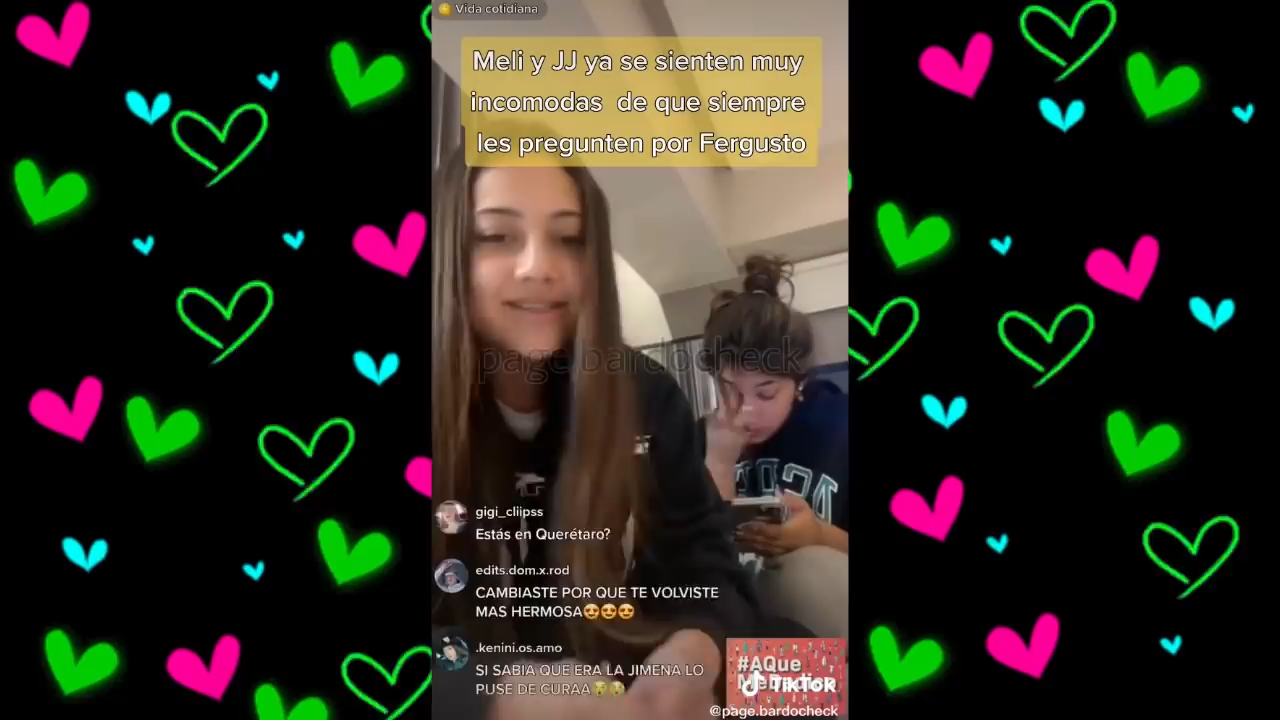 Vida cotidiana
Meli y JJ ya se sienten muy
incomodas de que siempre
les pregunten por Fergusto
page.bardocheck
gigi_cliipss
Estás en Querétaro?
edits.dom.x.rod
CAMBIASTE POR QUE TE VOLVISTE
MAS HERMOSA😍😍😍
.kenini.os.amo
SI SABIA QUE ERA LA JIMENA LO
PUSE DE CURAA😢😢
#AQue
TikTok
@page.bardocheck